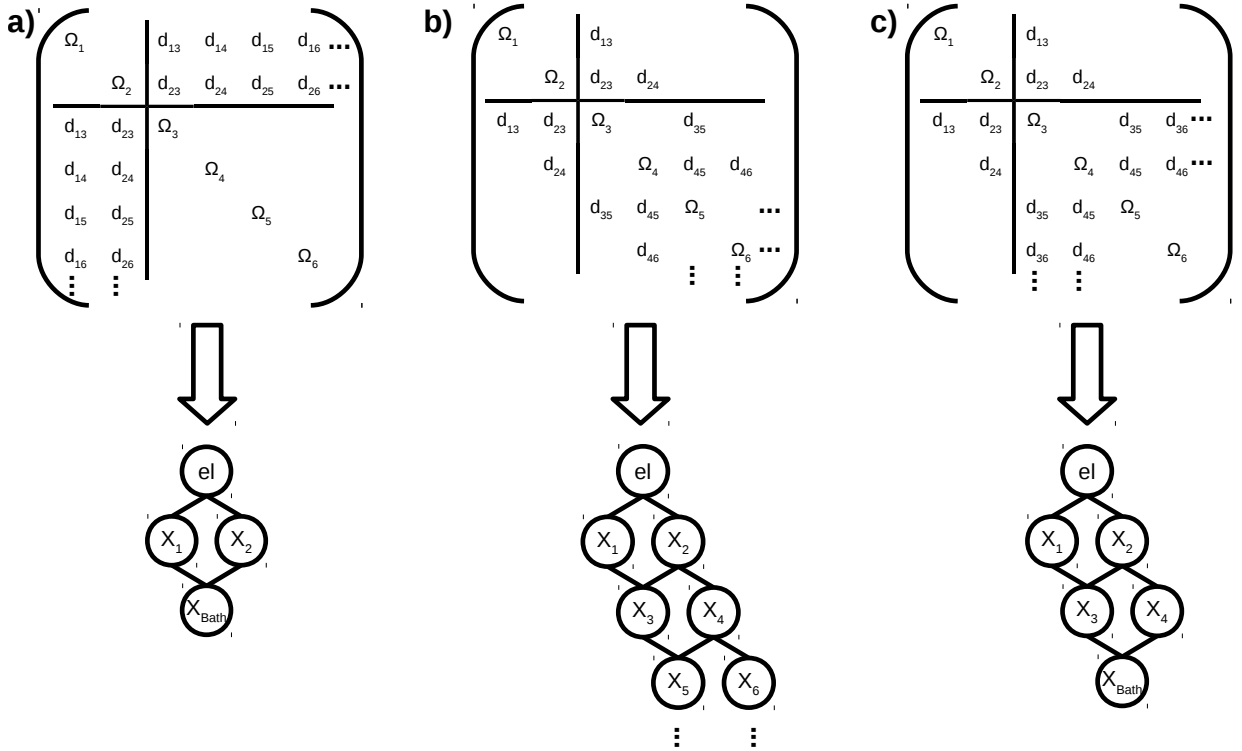 a)
Ω₁ d₁₃ d₁₄ d₁₅ d₁₆ ...
Ω₂ d₂₃ d₂₄ d₂₅ d₂₆ ...
d₁₃ d₂₃ Ω₃
d₁₄ d₂₄ Ω₄
d₁₅ d₂₅ Ω₅
d₁₆ d₂₆ Ω₆
el
X₁ X₂
X_Bath
b)
Ω₁ d₁₃
Ω₂ d₂₃ d₂₄
d₁₃ d₂₃ Ω₃ d₃₅
d₂₄ Ω₄ d₄₅ d₄₆
d₃₅ d₄₅ Ω₅ ...
d₄₆ Ω₆ ...
el
X₁ X₂
X₃ X₄
X₅ X₆
c)
Ω₁ d₁₃
Ω₂ d₂₃ d₂₄
d₁₃ d₂₃ Ω₃ d₃₅ d₃₆ ...
d₂₄ Ω₄ d₄₅ d₄₆ ...
d₃₅ d₄₅ Ω₅
d₃₆ d₄₆ Ω₆
el
X₁ X₂
X₃ X₄
X_Bath